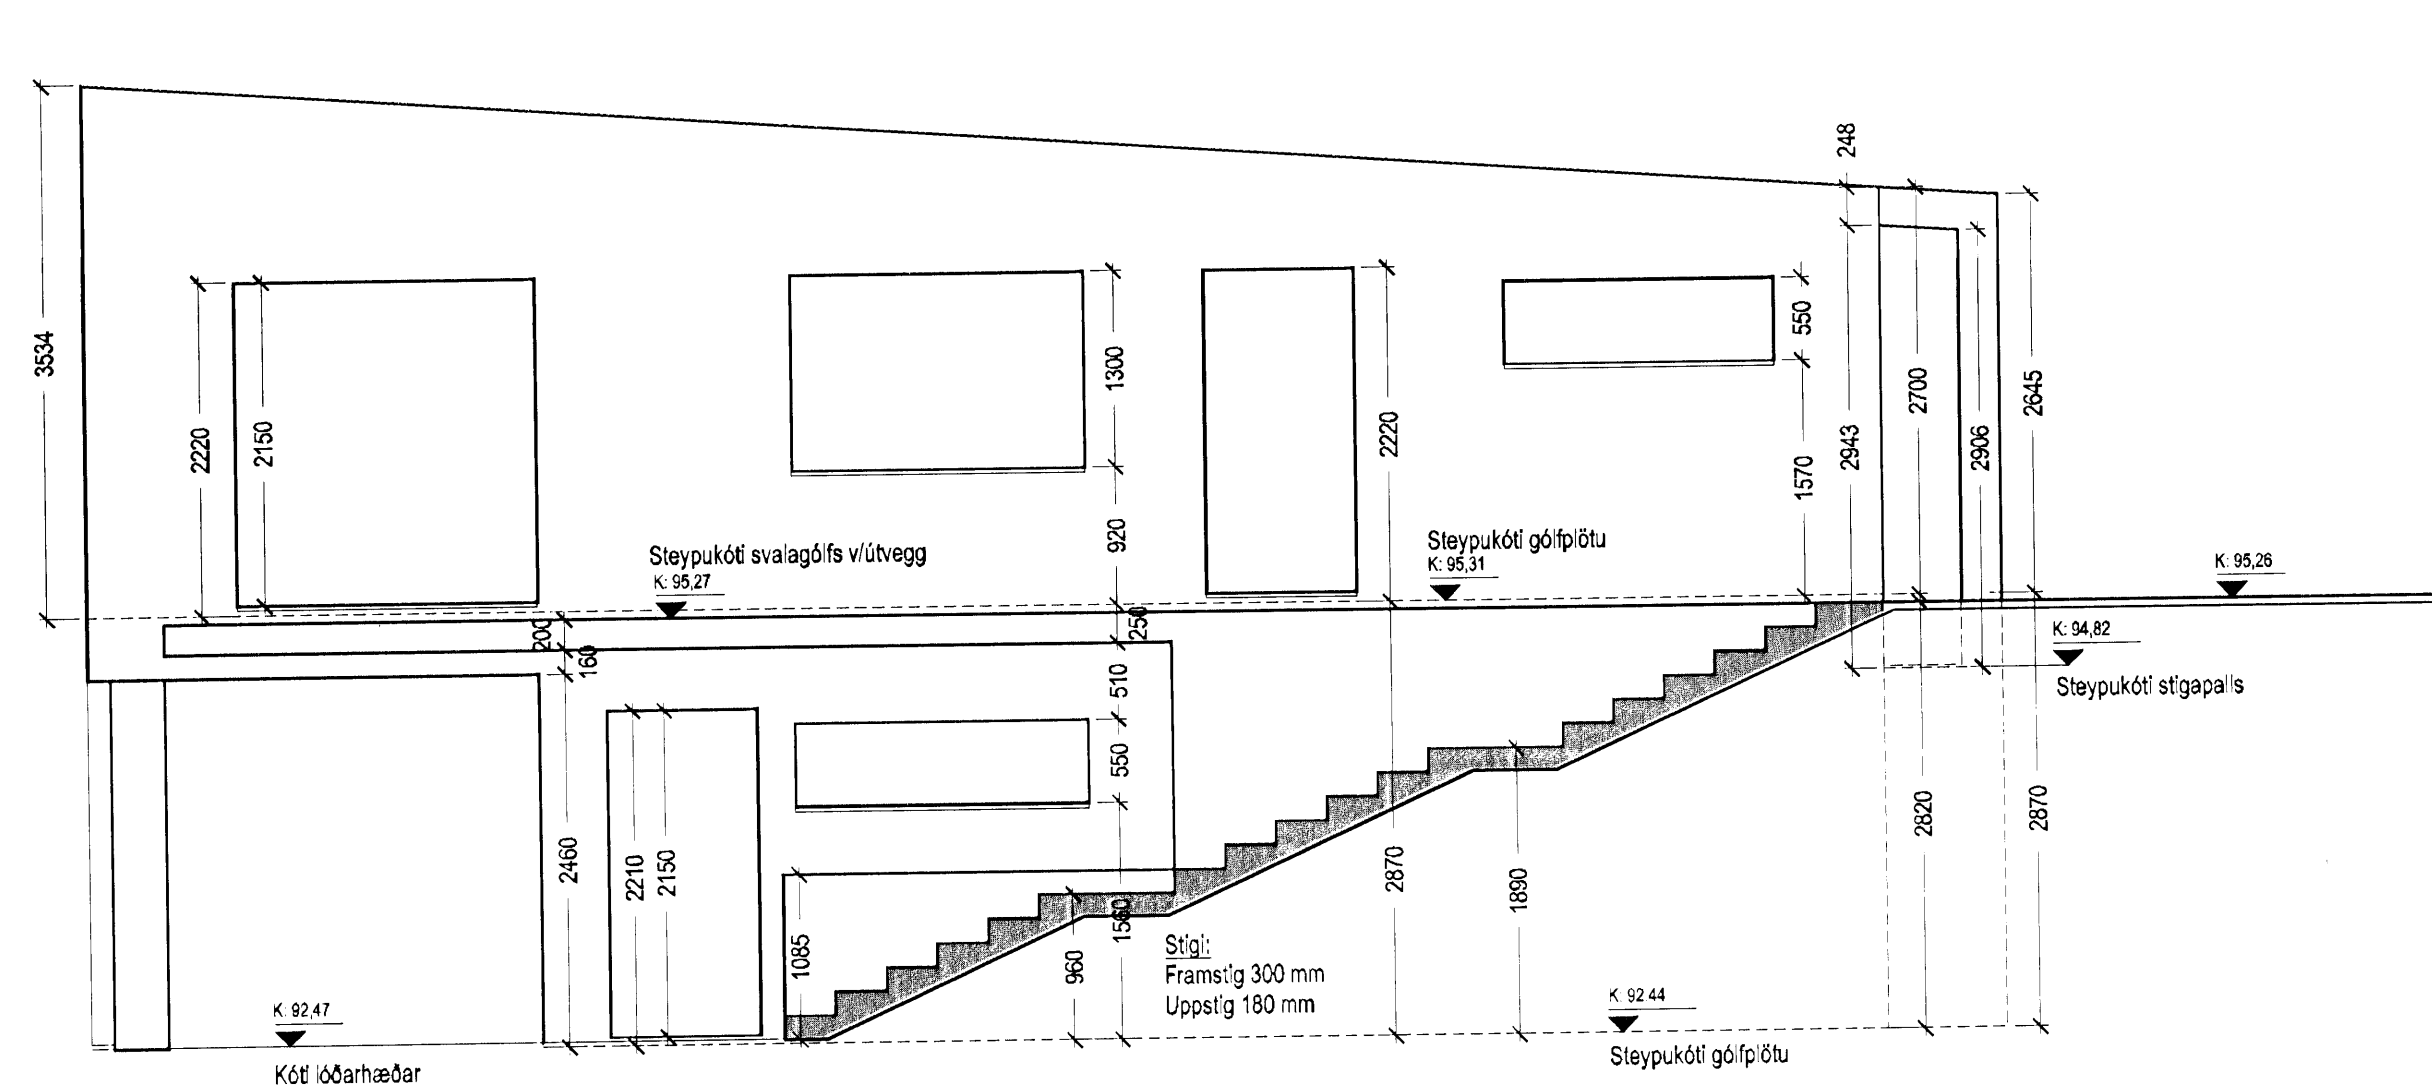 248
3534
2220
2150
1300
920
2220
550
1570
2943
2700
2906
2645
Steypukóti svalagólfs v/útvegg
K: 95,27
Steypukóti gólfplötu
K: 95,31
K: 95,26
K: 94,82
Steypukóti stigapalls
200
160
250
510
550
2460
2210
2150
1085
960
1560
2870
1890
2820
2870
Stigi:
Framstig 300 mm
Uppstig 180 mm
K: 92,47
Kóti lóðarhæðar
K: 92 44
Steypukóti gólfplötu